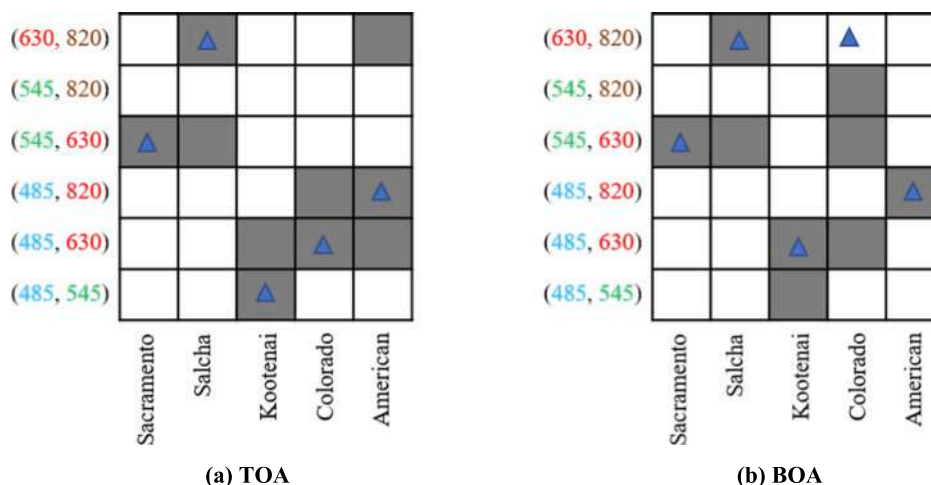 (630, 820)
(545, 820)
(545, 630)
(485, 820)
(485, 630)
(485, 545)
Sacramento
Salcha
Kootenai
Colorado
American
(a) TOA
(630, 820)
(545, 820)
(545, 630)
(485, 820)
(485, 630)
(485, 545)
Sacramento
Salcha
Kootenai
Colorado
American
(b) BOA